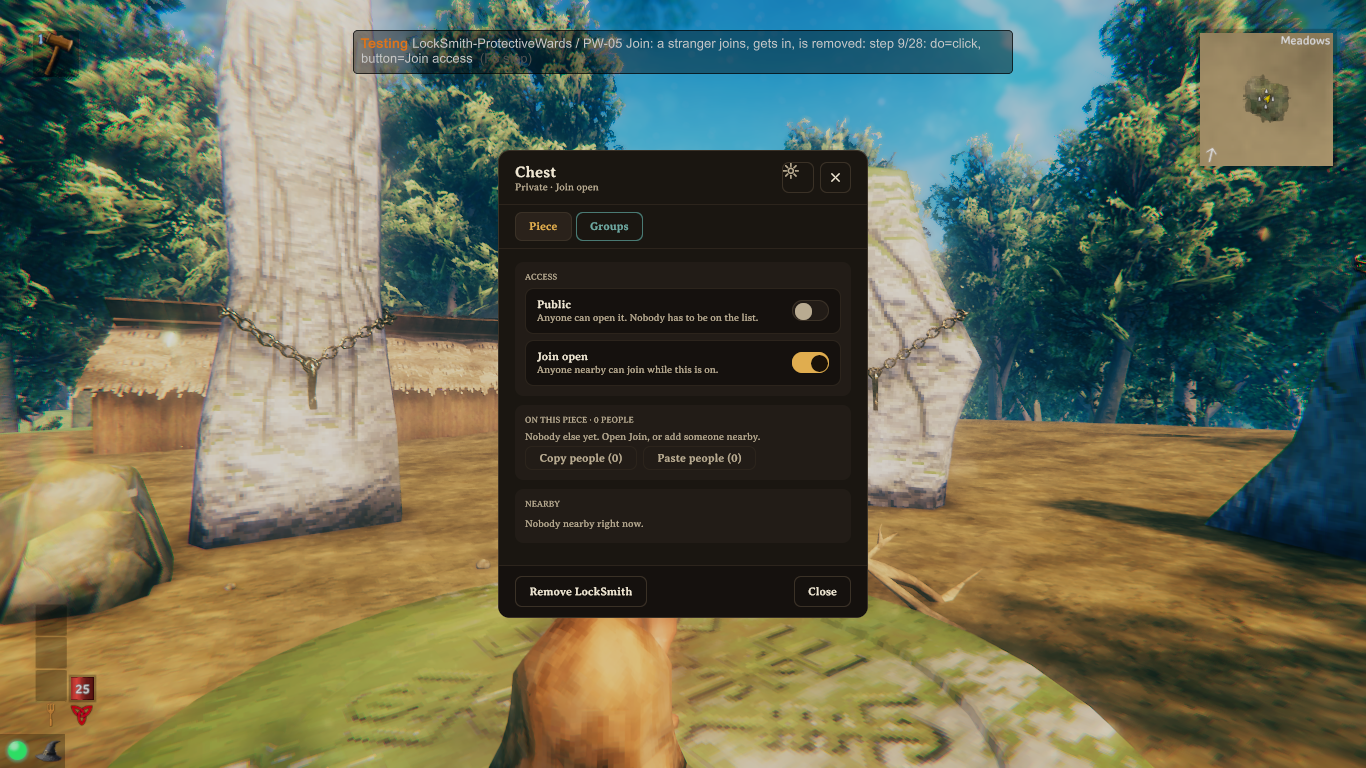 1
Testing LockSmith-ProtectiveWards / PW-05 Join: a stranger joins, gets in, is removed: step 9/28: do=click,
button=Join access
Meadows
Chest
Private · Join open
Piece
Groups
ACCESS
Public
Anyone can open it. Nobody has to be on the list.
Join open
Anyone nearby can join while this is on.
ON THIS PIECE · 0 PEOPLE
Nobody else yet. Open Join, or add someone nearby.
Copy people (0)
Paste people (0)
NEARBY
Nobody nearby right now.
Remove LockSmith
Close
25